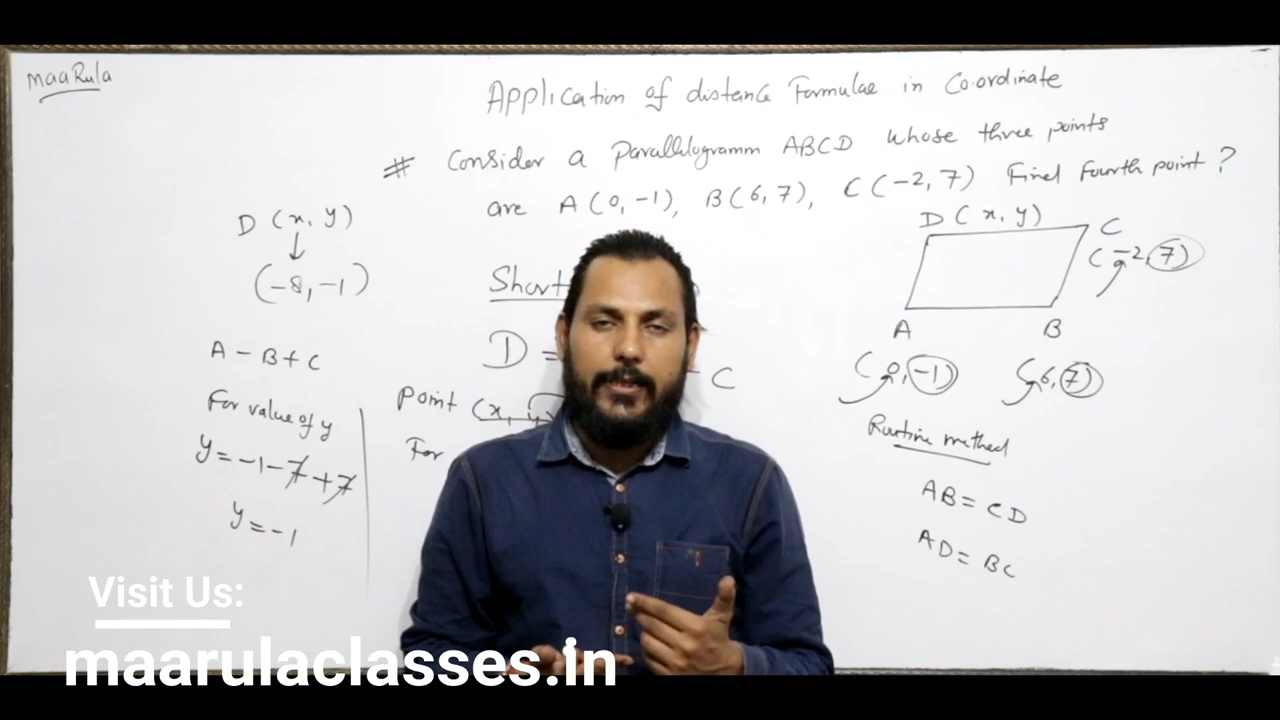 MaaRula
Application of distance Formulae in Co-ordinate
# Consider a Parallilogramm ABCD whose three points
are A (0, -1), B (6, 7), C (-2, 7) Find Fourth point ?
D (x, y)
↓
(-8, -1)
A - B + C
For value of y
y = -1 - 7 + 7
y = -1
Short
D =
- C
point (x, y
For
D (x, y)
C
(-2, 7)
A
B
(0, -1)
(6, 7)
Routine method
AB = CD
AD = BC
Visit Us:
maarulaclasses.in